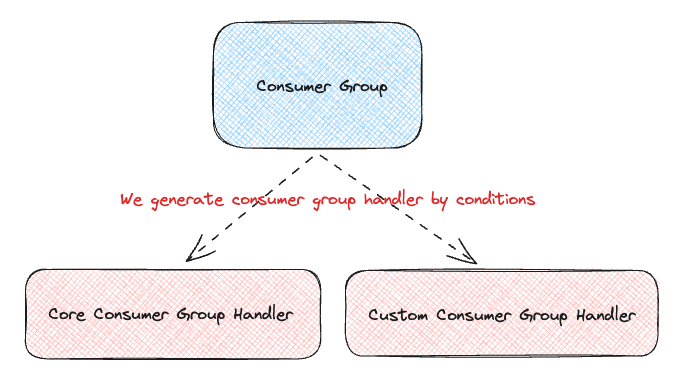 Consumer Group
We generate consumer group handler by conditions
Core Consumer Group Handler
Custom Consumer Group Handler